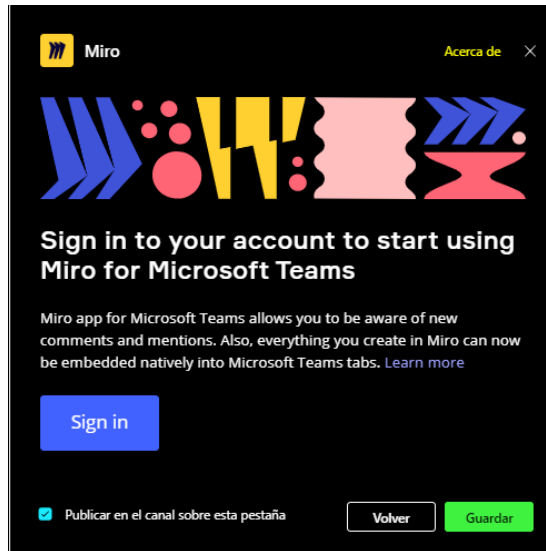 Miro
Acerca de
Sign in to your account to start using
Miro for Microsoft Teams
Miro app for Microsoft Teams allows you to be aware of new
comments and mentions. Also, everything you create in Miro can now
be embedded natively into Microsoft Teams tabs. Learn more
Sign in
Publicar en el canal sobre esta pestaña
Volver
Guardar